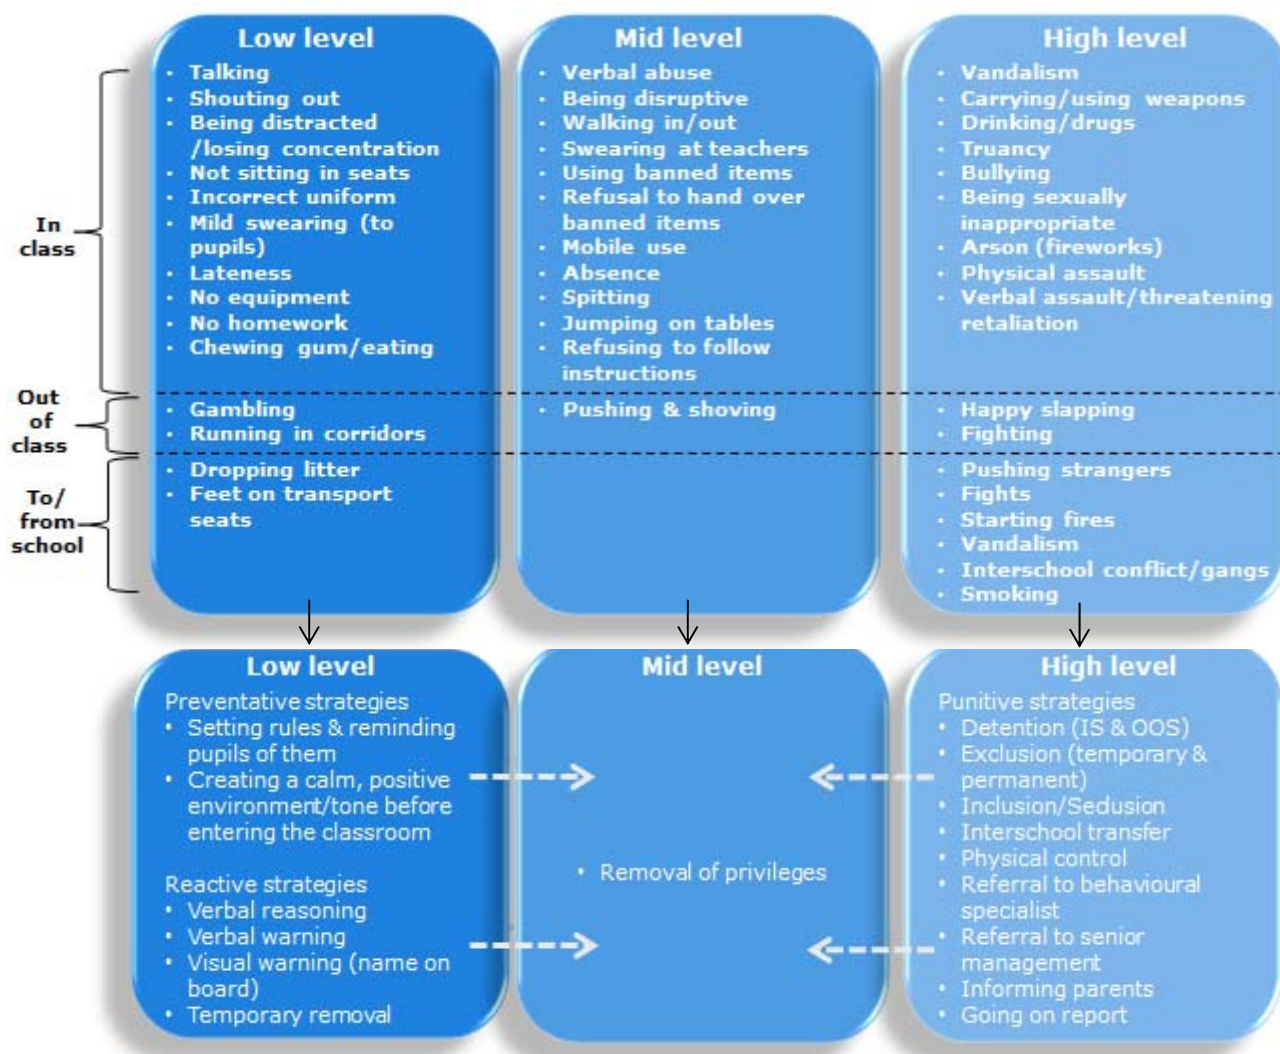 Low level
• Talking
• Shouting out
• Being distracted
/losing concentration
• Not sitting in seats
• Incorrect uniform
• Mild swearing (to
pupils)
• Lateness
• No equipment
• No homework
• Chewing gum/eating
• Gambling
• Running in corridors
• Dropping litter
• Feet on transport
seats
Mid level
• Verbal abuse
• Being disruptive
• Walking in/out
• Swearing at teachers
• Using banned items
• Refusal to hand over
banned items
• Mobile use
• Absence
• Spitting
• Jumping on tables
• Refusing to follow
instructions
• Pushing & shoving
High level
• Vandalism
• Carrying/using weapons
• Drinking/drugs
• Truancy
• Bullying
• Being sexually
inappropriate
• Arson (fireworks)
• Physical assault
• Verbal assault/threatening
retaliation
• Happy slapping
• Fighting
• Pushing strangers
• Fights
• Starting fires
• Vandalism
• Interschool conflict/gangs
• Smoking
In
class
Out
of
class
To/
from
school
Low level
Preventative strategies
• Setting rules & reminding
pupils of them
• Creating a calm, positive
environment/tone before
entering the classroom
Reactive strategies
• Verbal reasoning
• Verbal warning
• Visual warning (name on
board)
• Temporary removal
Mid level
• Removal of privileges
High level
Punitive strategies
• Detention (IS & OOS)
• Exclusion (temporary &
permanent)
• Inclusion/Sedusion
• Interschool transfer
• Physical control
• Referral to behavioural
specialist
• Referral to senior
management
• Informing parents
• Going on report